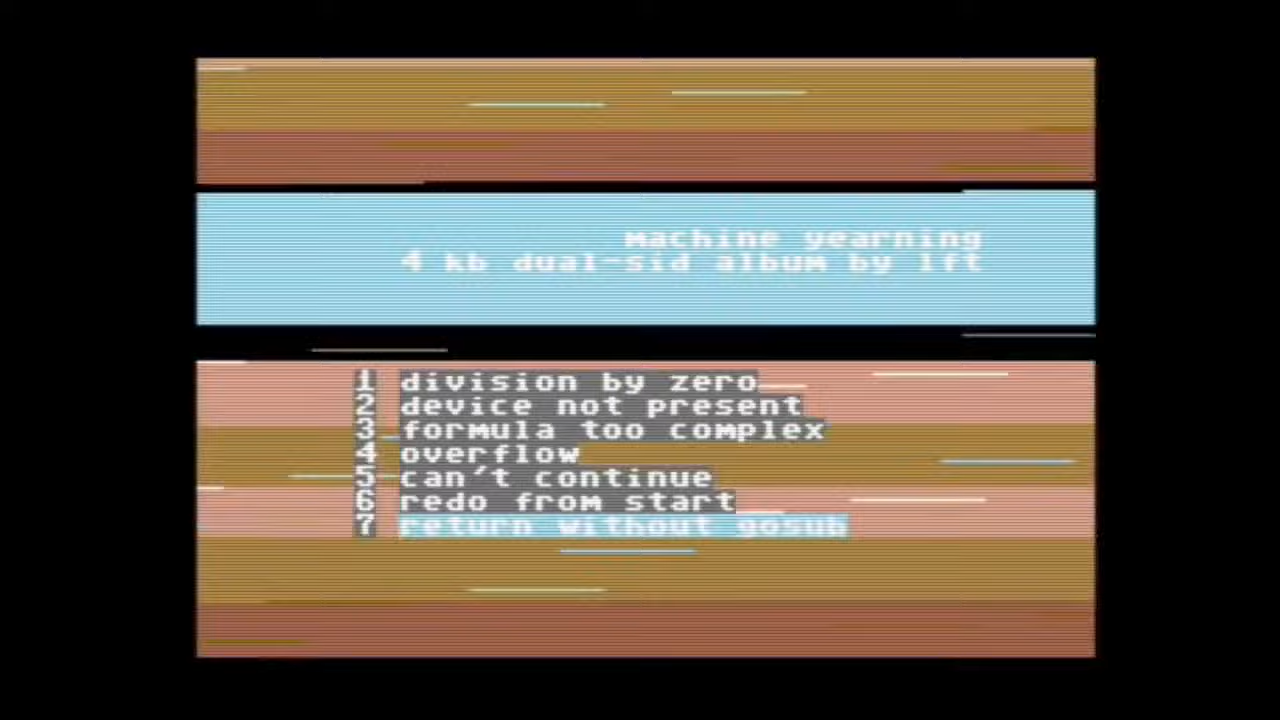 machine yearning
4 kb dual-sid album by lft
1 division by zero
2 device not present
3 formula too complex
4 overflow
5 can't continue
6 redo from start
7 return without gosub